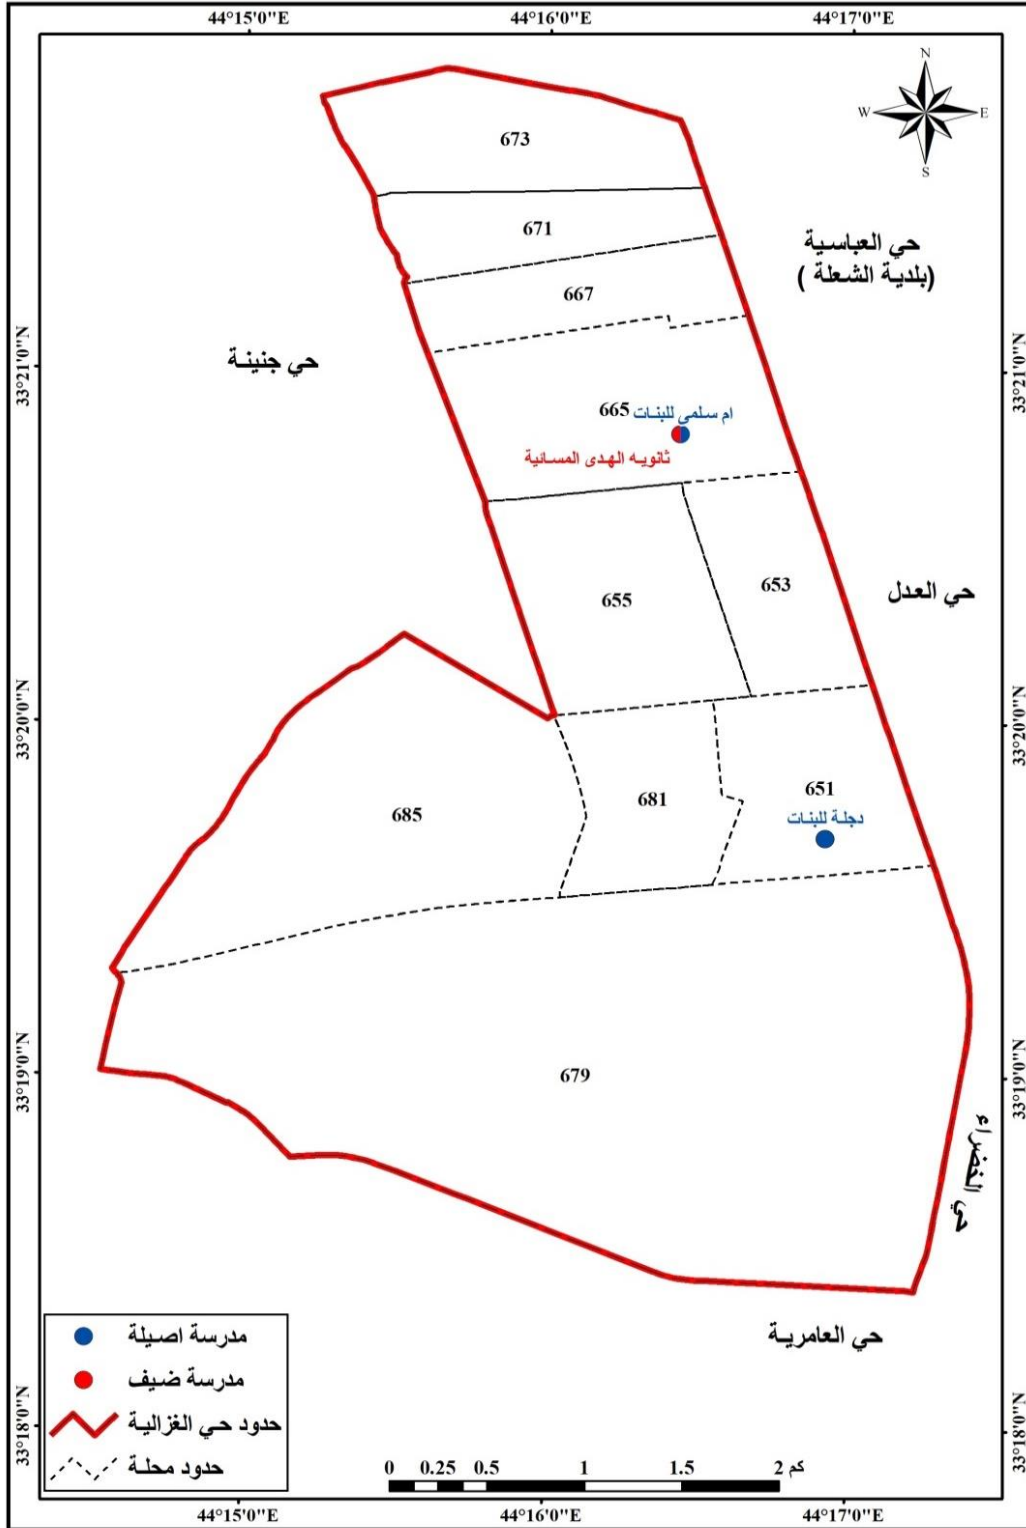 44°15'0"E 44°16'0"E 44°17'0"E
N
W E
S
673
671
حي العباسية
(بلدية الشعلة )
667
33°21'0"N
33°21'0"N
حي جنينة
665
ام سلمى للبنات
ثانويه الهدى المسائية
655
653
حي العدل
33°20'0"N
33°20'0"N
685
681
651
دجلة للبنات
33°19'0"N
33°19'0"N
679
حي الخضراء
حي العامرية
مدرسة اصيلة
مدرسة ضيف
حدود حي الغزالية
حدود محلة
33°18'0"N
33°18'0"N
0 0.25 0.5 1 1.5 2 كم
44°15'0"E 44°16'0"E 44°17'0"E